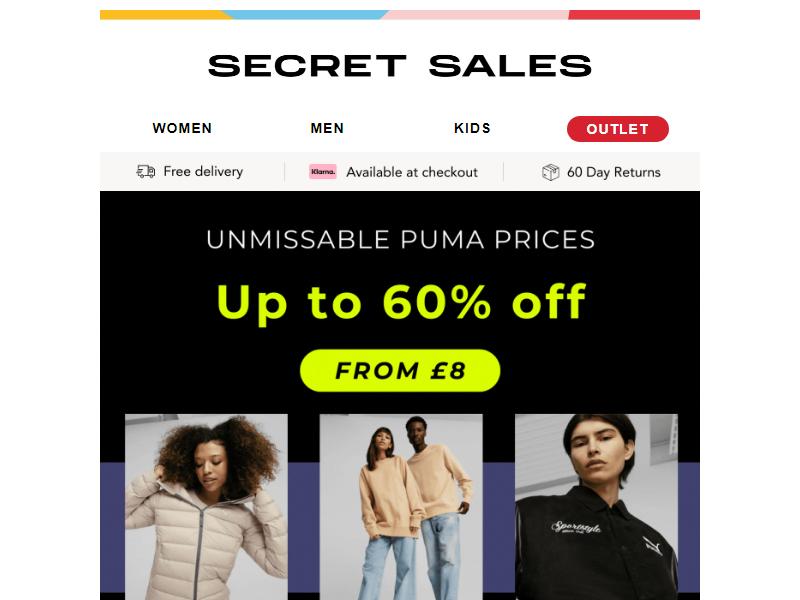 SECRET SALES
WOMEN MEN KIDS OUTLET
Free delivery Klarna. Available at checkout 60 Day Returns
UNMISSABLE PUMA PRICES
Up to 60% off
FROM £8
Sportstyle